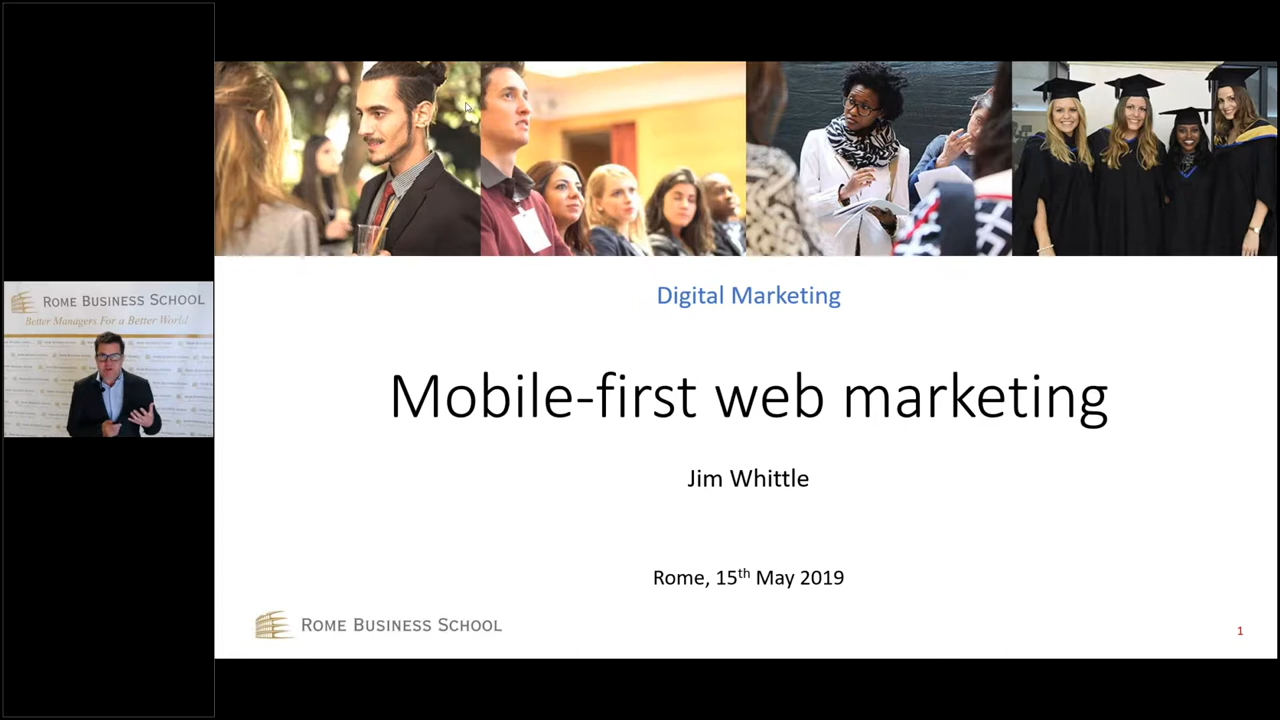 ROME BUSINESS SCHOOL
Better Managers For a Better World
Digital Marketing
Mobile-first web marketing
Jim Whittle
Rome, 15th May 2019
ROME BUSINESS SCHOOL
1